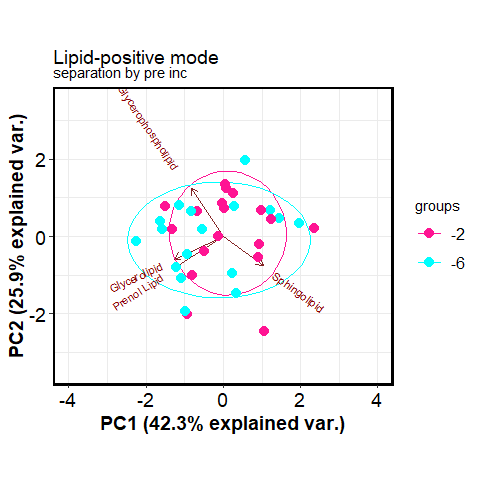 Lipid-positive mode
separation by pre inc
Glycerophospholipid
Glycerolipid
Prenol Lipid
Sphingolipid
PC2 (25.9% explained var.)
2
0
-2
-4
-2
0
2
4
PC1 (42.3% explained var.)
groups
-2
-6